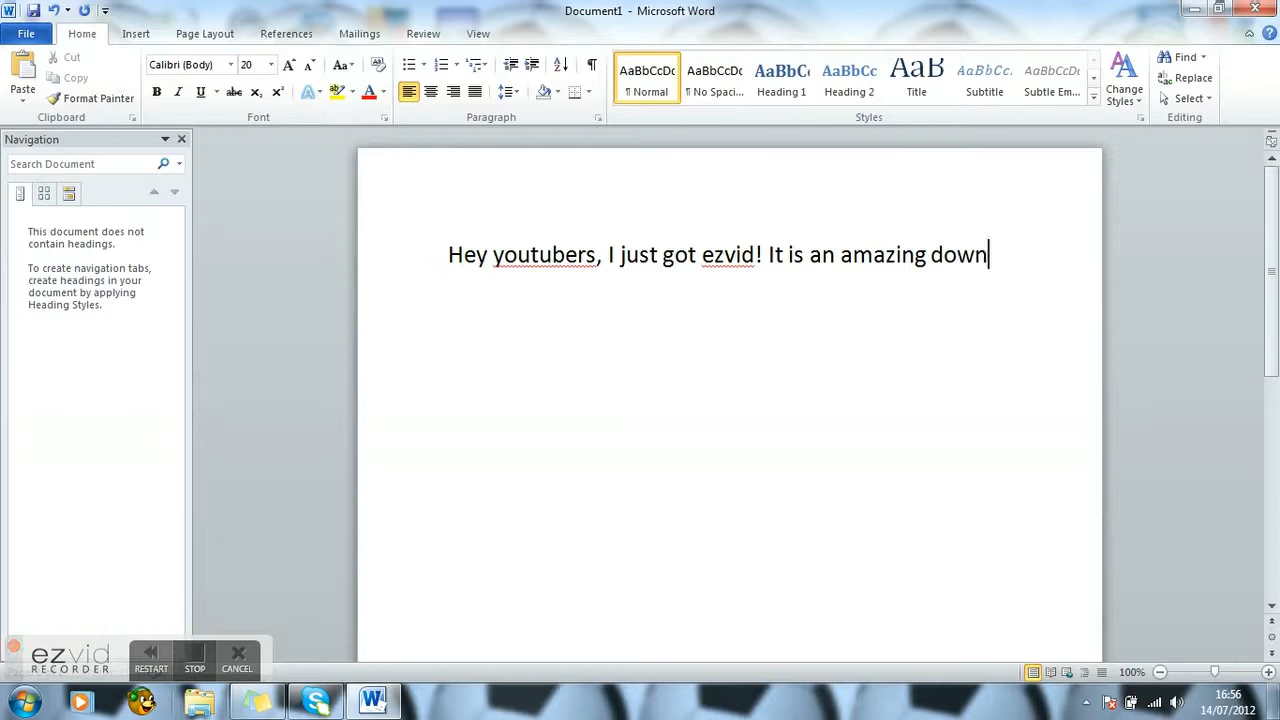 Document1 - Microsoft Word
File Home Insert Page Layout References Mailings Review View
Paste
Cut
Copy
Format Painter
Clipboard
Calibri (Body) 20
Font
Paragraph
AaBbCcDc AaBbCcDc AaBbCc AaBbCc AaB AaBbCc. AaBbCcDc.
¶ Normal ¶ No Spaci... Heading 1 Heading 2 Title Subtitle Subtle Em...
Change
Styles
Styles
Find
Replace
Select
Editing
Navigation
Search Document
This document does not
contain headings.
To create navigation tabs,
create headings in your
document by applying
Heading Styles.
Hey youtubers, I just got ezvid! It is an amazing down
ezvid
RECORDER
RESTART STOP CANCEL
100%
16:56
14/07/2012